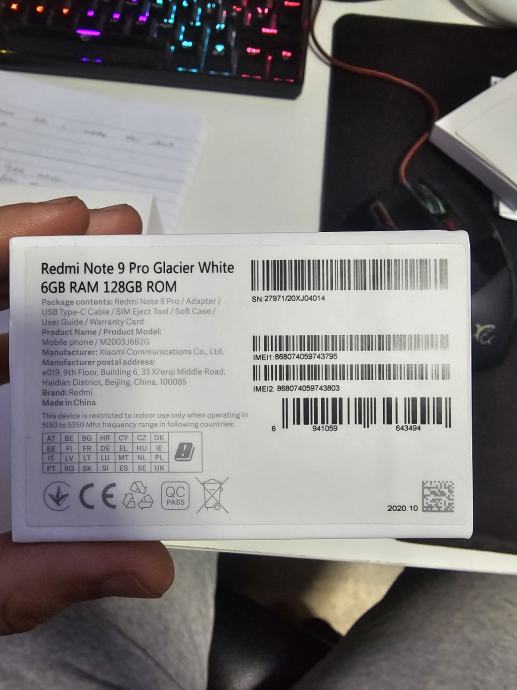 Redmi Note 9 Pro Glacier White
6GB RAM 128GB ROM
Package contents: Redmi Note 9 Pro / Adapter /
USB Type-C Cable / SIM Eject Tool / Soft Case /
User Guide / Warranty Card
Product Name / Product Model:
Mobile phone / M2003J6B2G
Manufacturer: Xiaomi Communications Co., Ltd.
Manufacturer postal address:
#019, 9th Floor, Building 6, 33 Xi'erqi Middle Road,
Haidian District, Beijing, China, 100085
Brand: Redmi
Made in China
This device is restricted to indoor use only when operating in
5150 to 5350 Mhz frequency range in following countries:
AT BE BG HR CY CZ DK
EE FI FR DE EL HU IE
IT LV LT LU MT NL PL
PT RO SK SI ES SE UK
CE
QC
PASS
SN: 27971/20XJ04014
IMEI1: 868074059743795
IMEI2 868074059743803
6 941059 643494
2020.10